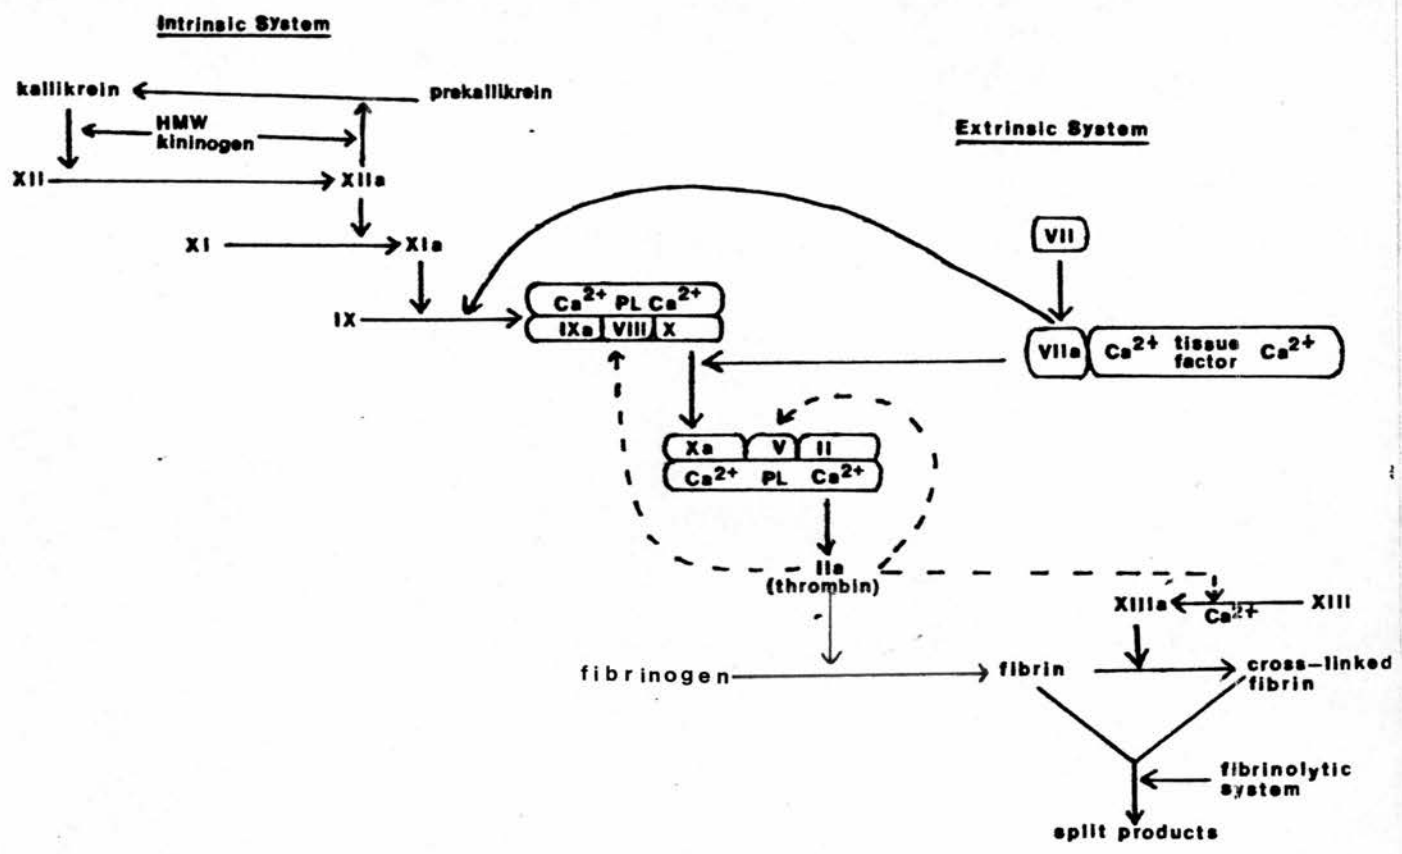 Intrinsic System
kallikrein
prekallikrein
HMW
kininogen
Extrinsic System
XII
XIIa
XI
XIa
VII
IX
Ca2+ PL Ca2+
IXa VIII X
VIIa
Ca2+ tissue factor Ca2+
Xa V II
Ca2+ PL Ca2+
IIa
(thrombin)
XIIIa
Ca2+
XIII
fibrinogen
fibrin
cross-linked
fibrin
fibrinolytic
system
split products